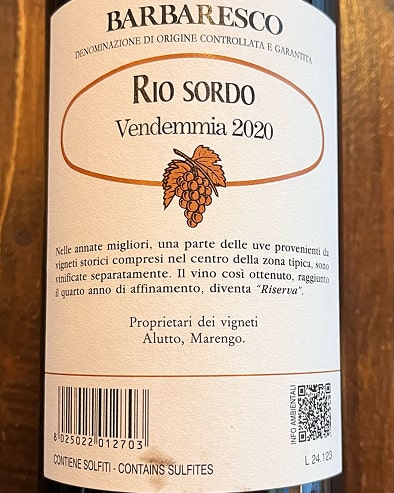 BARBARESCO
DENOMINAZIONE DI ORIGINE CONTROLLATA E GARANTITA
RIO SORDO
Vendemmia 2020
Nelle annate migliori, una parte delle uve provenienti da
vigneti storici compresi nel centro della zona tipica, sono
vinificate separatamente. Il vino così ottenuto, raggiunto
il quarto anno di affinamento, diventa "Riserva".
Proprietari dei vigneti
Alutto, Marengo.
8 025022 012703
INFO AMBIENTALI
L 24.123
CONTIENE SOLFITI - CONTAINS SULFITES